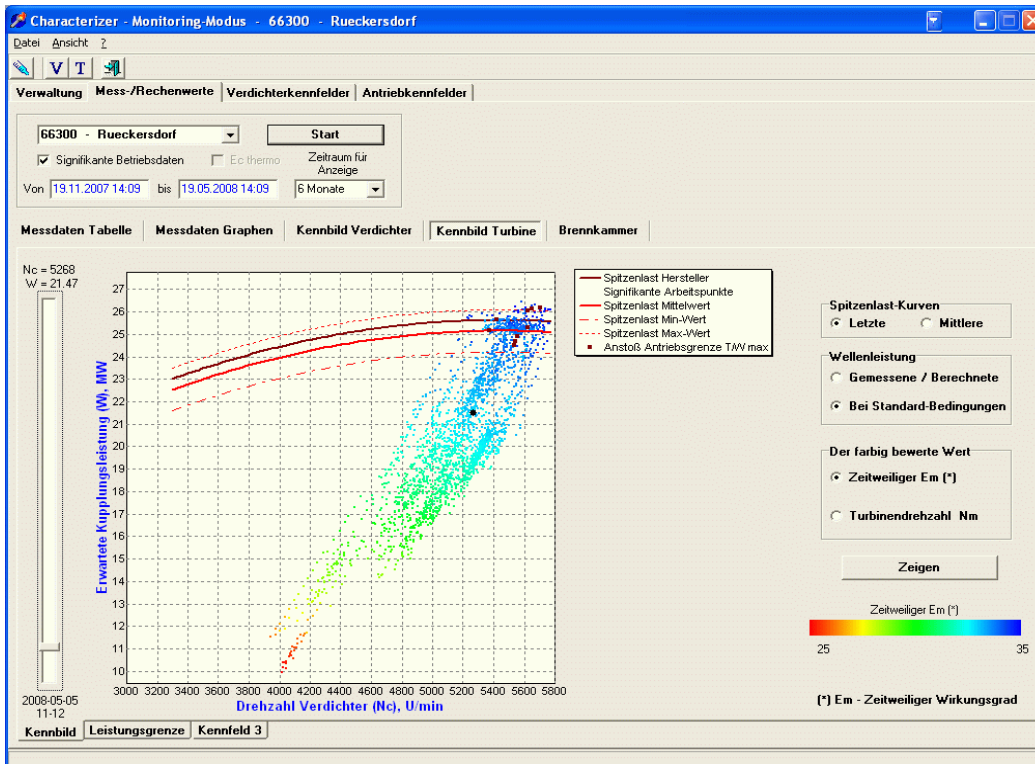 Characterizer - Monitoring-Modus - 66300 - Rueckersdorf
Datei Ansicht ?
V T
Verwaltung Mess-/Rechenwerte Verdichterkennfelder Antriebkennfelder
66300 - Rueckersdorf Start
Signifikante Betriebsdaten Ec thermo Zeitraum für
Anzeige
Von 19.11.2007 14:09 bis 19.05.2008 14:09 6 Monate
Messdaten Tabelle Messdaten Graphen Kennbild Verdichter Kennbild Turbine Brennkammer
Nc = 5268
W = 21.47
27
26
25
24
23
22
21
20
19
18
17
16
15
14
13
12
11
10
Erwartete Kupplungsleistung (W), MW
3000 3200 3400 3600 3800 4000 4200 4400 4600 4800 5000 5200 5400 5600 5800
Drehzahl Verdichter (Nc), U/min
2008-05-05
11-12
Spitzenlast Hersteller
Signifikante Arbeitspunkte
Spitzenlast Mittelwert
Spitzenlast Min-Wert
Spitzenlast Max-Wert
Anstoß Antriebsgrenze T/W max
Spitzenlast-Kurven
Letzte Mittlere
Wellenleistung
Gemessene / Berechnete
Bei Standard-Bedingungen
Der farbig bewerte Wert
Zeitweiliger Em (*)
Turbinendrehzahl Nm
Zeigen
Zeitweiliger Em (*)
25 35
(*) Em - Zeitweiliger Wirkungsgrad
Kennbild Leistungsgrenze Kennfeld 3